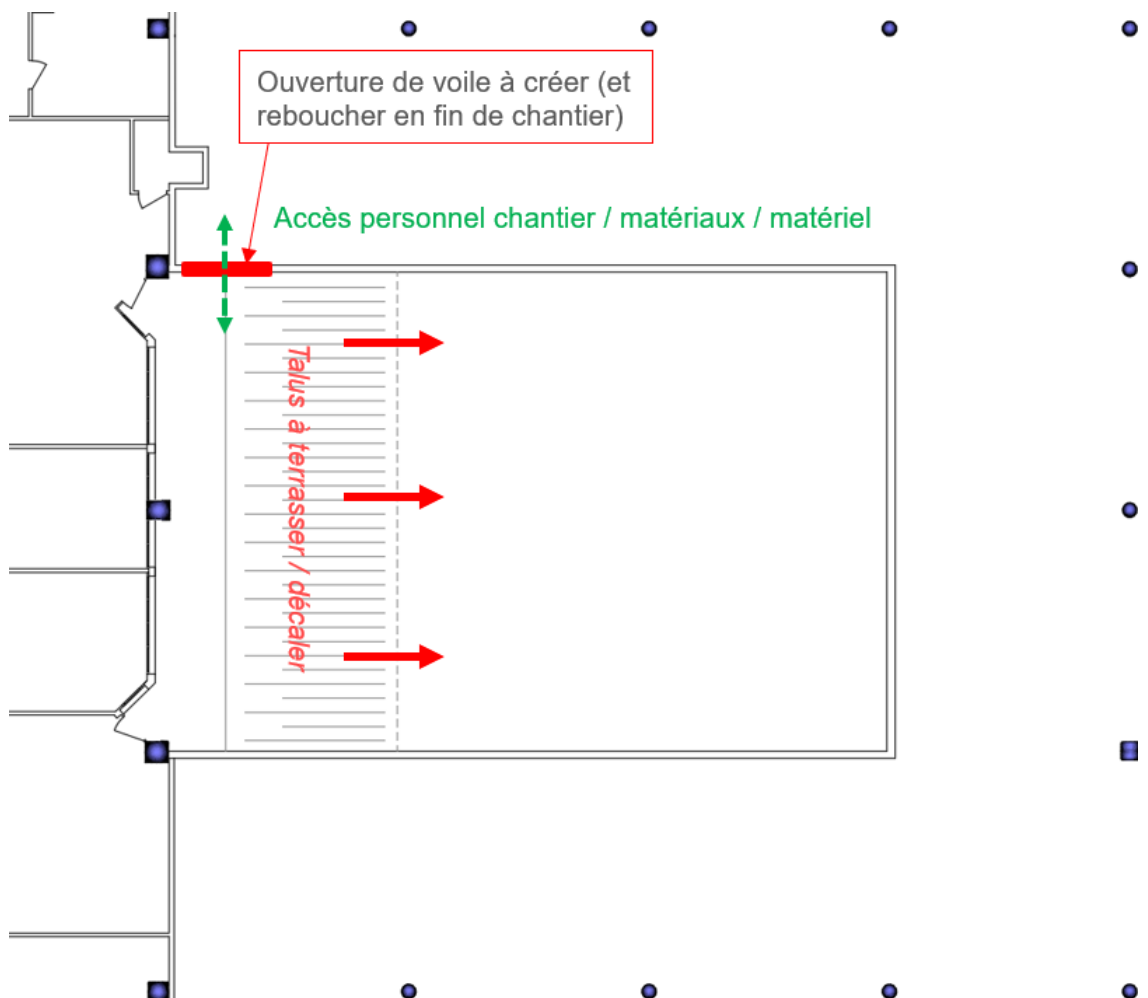 Ouverture de voile à créer (et
reboucher en fin de chantier)
Accès personnel chantier / matériaux / matériel
Talus à terrasser / décaler